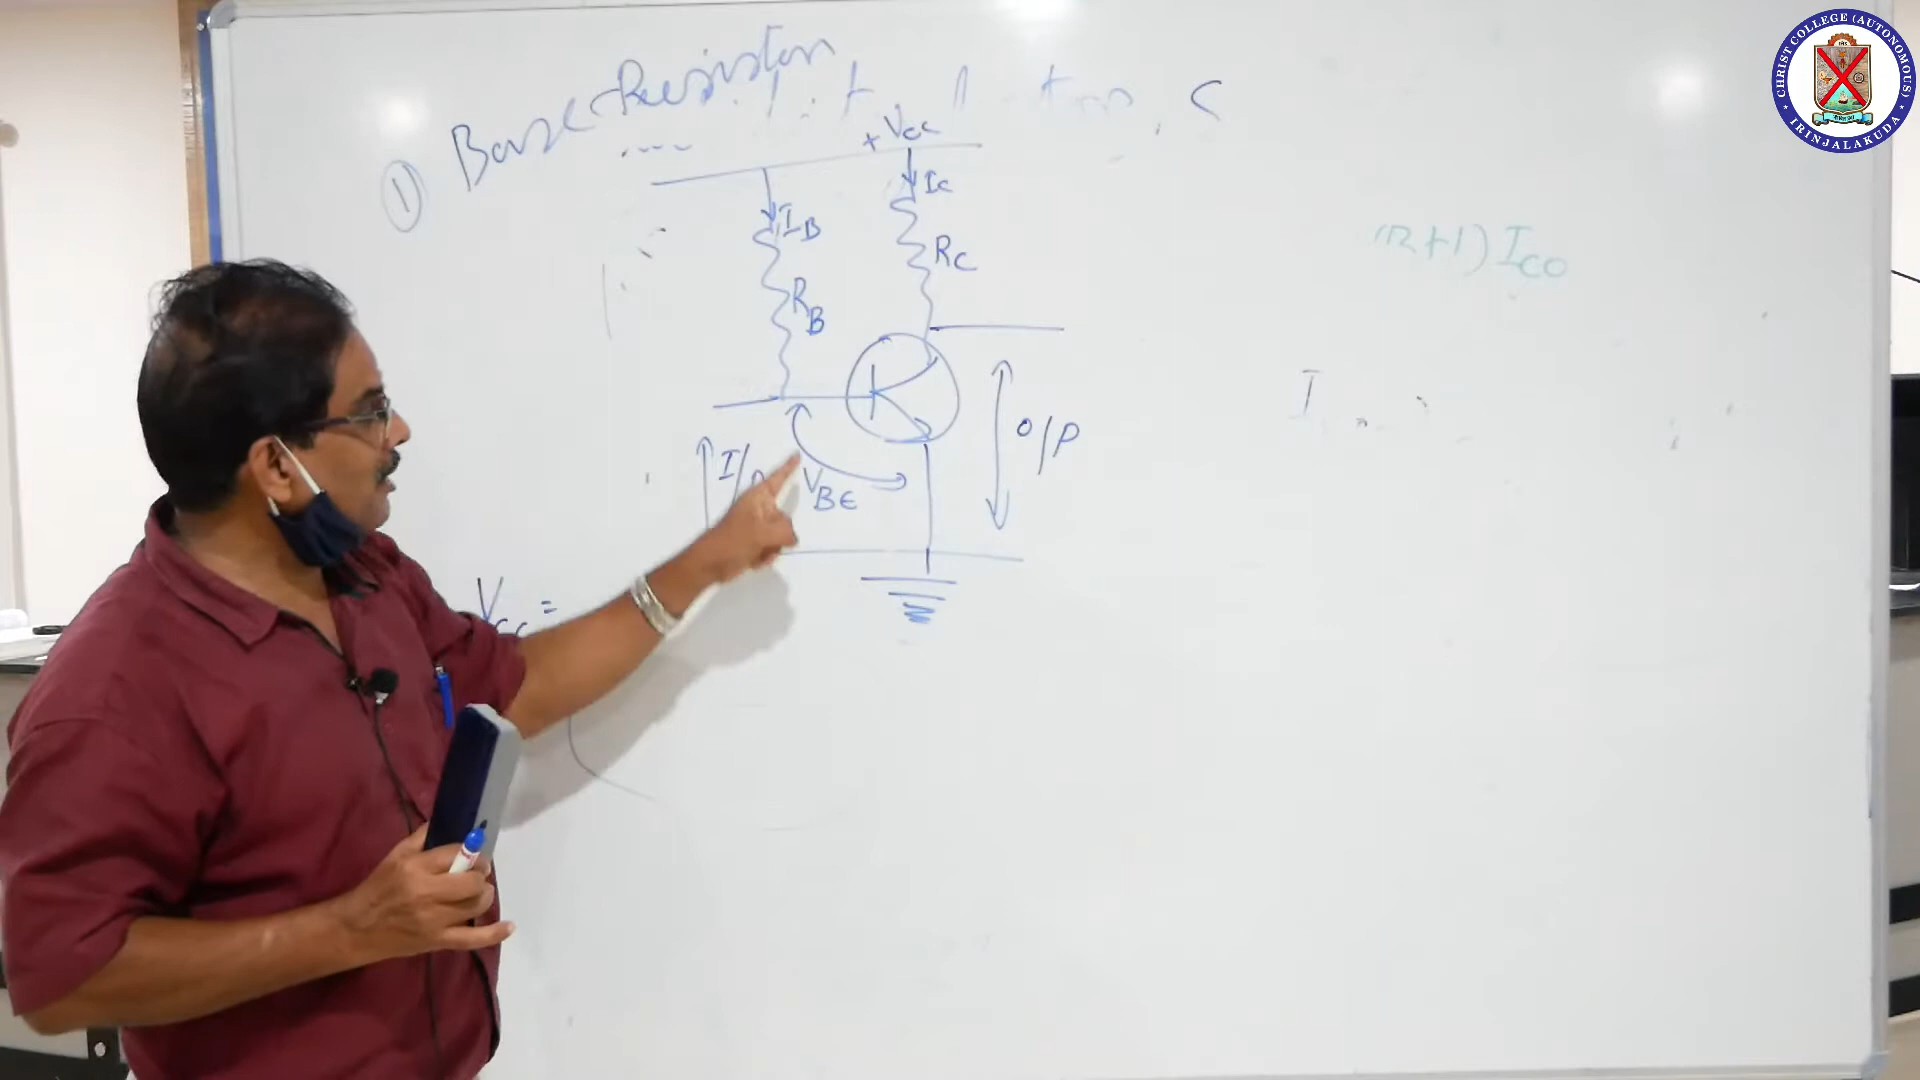 ① Base Resistor
+ Vcc
Ic
IB
RC
RB
(β+1) ICO
I
O/P
I/P
VBE
Vcc =
CHRIST COLLEGE (AUTONOMOUS)
IRINJALAKUDA